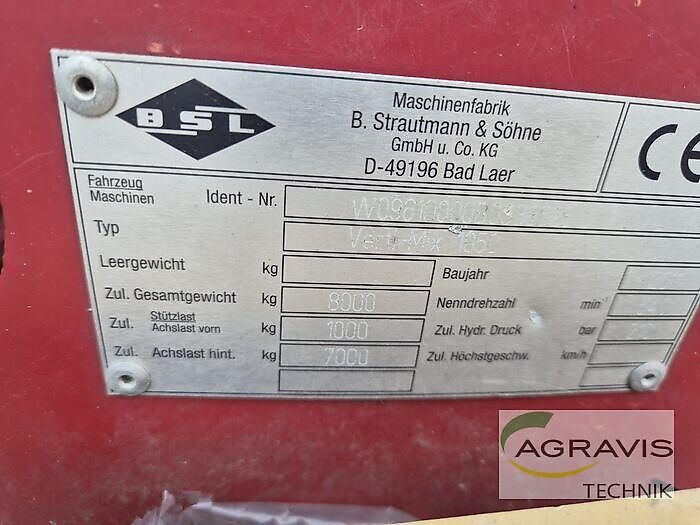 BSL
Maschinenfabrik
B. Strautmann & Söhne
GmbH u. Co. KG
D-49196 Bad Laer
CE
Fahrzeug
Maschinen
Ident - Nr.
Typ Verti-Mix
Leergewicht kg
Baujahr
Zul. Gesamtgewicht kg 8000
Nenndrehzahl min
Zul. Stützlast
Achslast vorn kg 1000
Zul. Hydr. Druck bar
Zul. Achslast hint. kg 7000
Zul. Höchstgeschw. km/h
AGRAVIS
TECHNIK